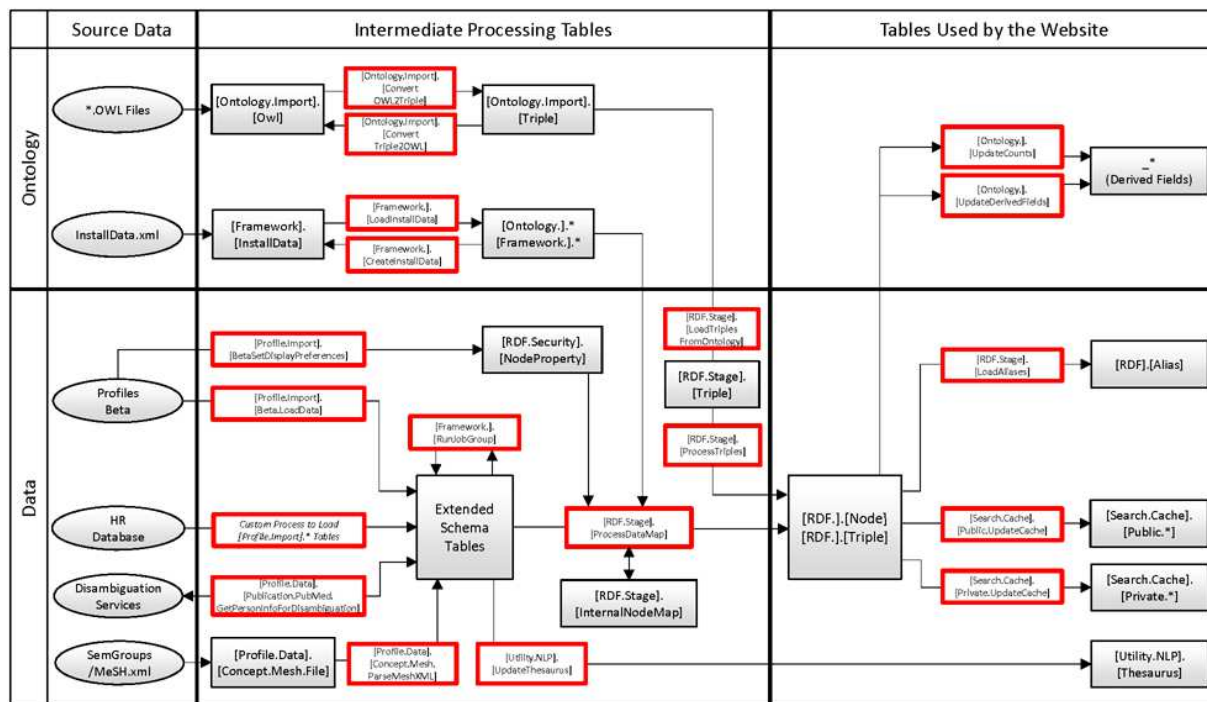 Source Data
Intermediate Processing Tables
Tables Used by the Website
Ontology
*.OWL Files
[Ontology.Import].
[Owl]
[Ontology.Import].
[Convert
OWL2Triple]
[Ontology.Import].
[Convert
Triple2OWL]
[Ontology.Import].
[Triple]
[Ontology.].
[UpdateCounts]
[Ontology.].
[UpdateDerivedFields]
_*
(Derived Fields)
InstallData.xml
[Framework].
[InstallData]
[Framework.].
[LoadInstallData]
[Framework.].
[CreateInstallData]
[Ontology.].*
[Framework.].*
Data
Profiles
Beta
[Profile.Import].
[BetaSetDisplayPreferences]
[Profile.Import].
[Beta.LoadData]
[RDF.Security].
[NodeProperty]
[Framework.].
[RunJobGroup]
[RDF.Stage].
[LoadTriples
FromOntology]
[RDF.Stage].
[Triple]
[RDF.Stage].
[ProcessTriples]
[RDF.Stage].
[LoadAliases]
[RDF].[Alias]
HR
Database
Custom Process to Load
[Profile.Import].* Tables
Extended
Schema
Tables
[RDF.Stage].
[ProcessDataMap]
[RDF.].[Node]
[RDF.].[Triple]
[Search.Cache].
[Public.UpdateCache]
[Search.Cache].
[Public.*]
Disambiguation
Services
[Profile.Data].
[Publication.PubMed.
GetPersonInfoForDisambiguation]
[RDF.Stage].
[InternalNodeMap]
[Search.Cache].
[Private.UpdateCache]
[Search.Cache].
[Private.*]
SemGroups
/MeSH.xml
[Profile.Data].
[Concept.Mesh.File]
[Profile.Data].
[Concept.Mesh.
ParseMeshXML]
[Utility.NLP].
[UpdateThesaurus]
[Utility.NLP].
[Thesaurus]